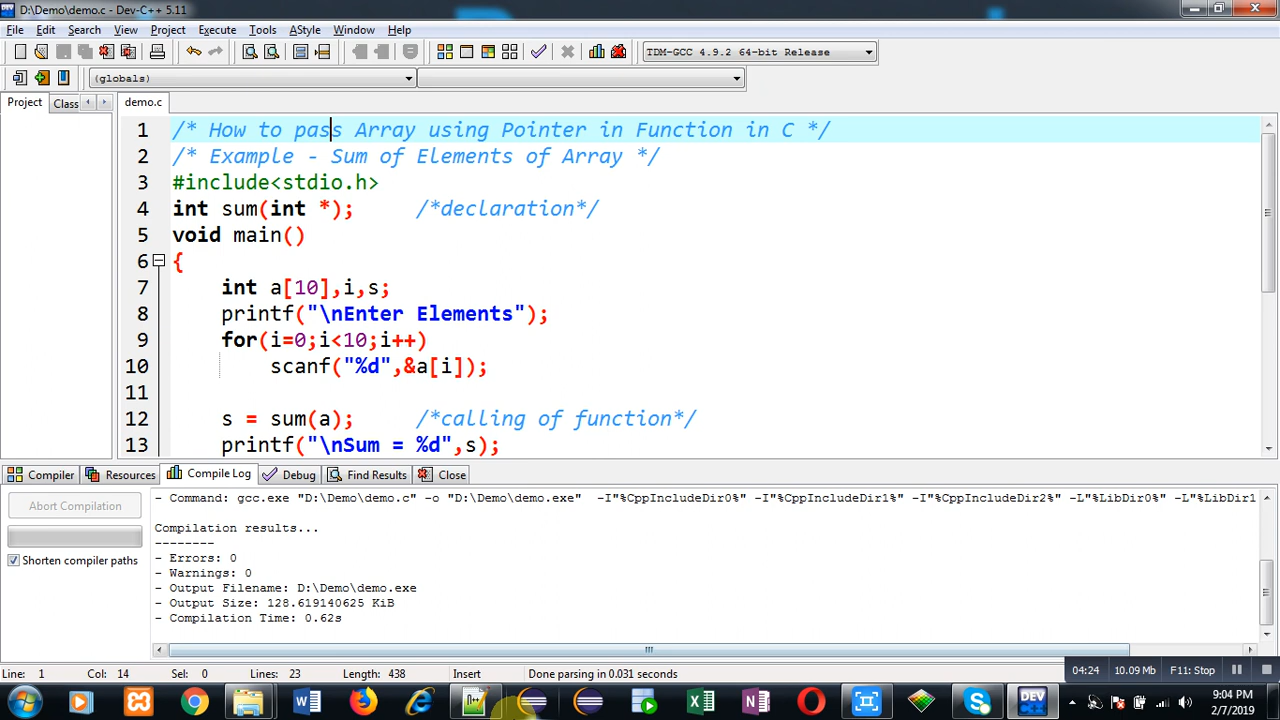 D:\Demo\demo.c - Dev-C++ 5.11
File Edit Search View Project Execute Tools AStyle Window Help
TDM-GCC 4.9.2 64-bit Release
(globals)
Project Class demo.c
1 /* How to pass Array using Pointer in Function in C */
2 /* Example - Sum of Elements of Array */
3 #include<stdio.h>
4 int sum(int *); /*declaration*/
5 void main()
6 {
7 int a[10],i,s;
8 printf("\nEnter Elements");
9 for(i=0;i<10;i++)
10 scanf("%d",&a[i]);
11
12 s = sum(a); /*calling of function*/
13 printf("\nSum = %d",s);
Compiler Resources Compile Log Debug Find Results Close
Abort Compilation
Shorten compiler paths
- Command: gcc.exe "D:\Demo\demo.c" -o "D:\Demo\demo.exe" -I"%CppIncludeDir0%" -I"%CppIncludeDir1%" -I"%CppIncludeDir2%" -L"%LibDir0%" -L"%LibDir1
Compilation results...
--------
- Errors: 0
- Warnings: 0
- Output Filename: D:\Demo\demo.exe
- Output Size: 128.619140625 KiB
- Compilation Time: 0.62s
Line: 1 Col: 14 Sel: 0 Lines: 23 Length: 438 Insert Done parsing in 0.031 seconds
04:24 10.09 Mb F11: Stop
DEV
9:04 PM
2/7/2019